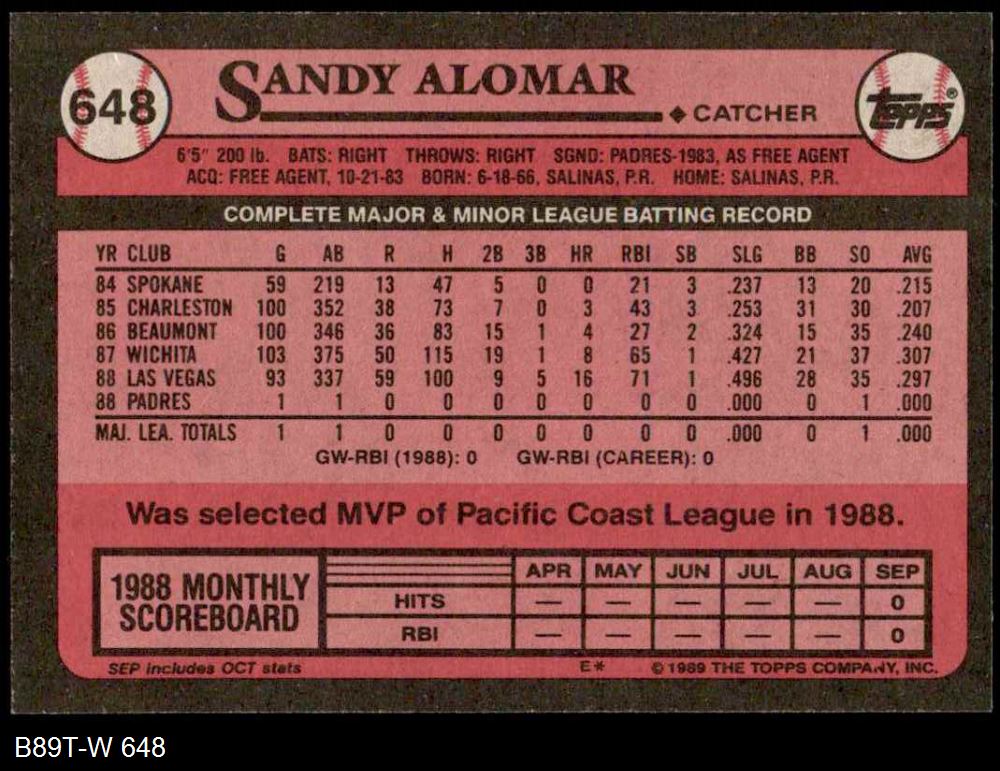 648
SANDY ALOMAR
◆ CATCHER
TOPPS®
6'5" 200 lb. BATS: RIGHT THROWS: RIGHT SGND: PADRES-1983, AS FREE AGENT
ACQ: FREE AGENT, 10-21-83 BORN: 6-18-66, SALINAS, P.R. HOME: SALINAS, P.R.
COMPLETE MAJOR & MINOR LEAGUE BATTING RECORD
YR CLUB G AB R H 2B 3B HR RBI SB SLG BB SO AVG
84 SPOKANE 59 219 13 47 5 0 0 21 3 .237 13 20 .215
85 CHARLESTON 100 352 38 73 7 0 3 43 3 .253 31 30 .207
86 BEAUMONT 100 346 36 83 15 1 4 27 2 .324 15 35 .240
87 WICHITA 103 375 50 115 19 1 8 65 1 .427 21 37 .307
88 LAS VEGAS 93 337 59 100 9 5 16 71 1 .496 28 35 .297
88 PADRES 1 1 0 0 0 0 0 0 0 .000 0 1 .000
MAJ. LEA. TOTALS 1 1 0 0 0 0 0 0 0 .000 0 1 .000
GW-RBI (1988): 0 GW-RBI (CAREER): 0
Was selected MVP of Pacific Coast League in 1988.
1988 MONTHLY
SCOREBOARD
APR MAY JUN JUL AUG SEP
HITS — — — — — 0
RBI — — — — — 0
SEP includes OCT stats
E* © 1989 THE TOPPS COMPANY, INC.
B89T-W 648